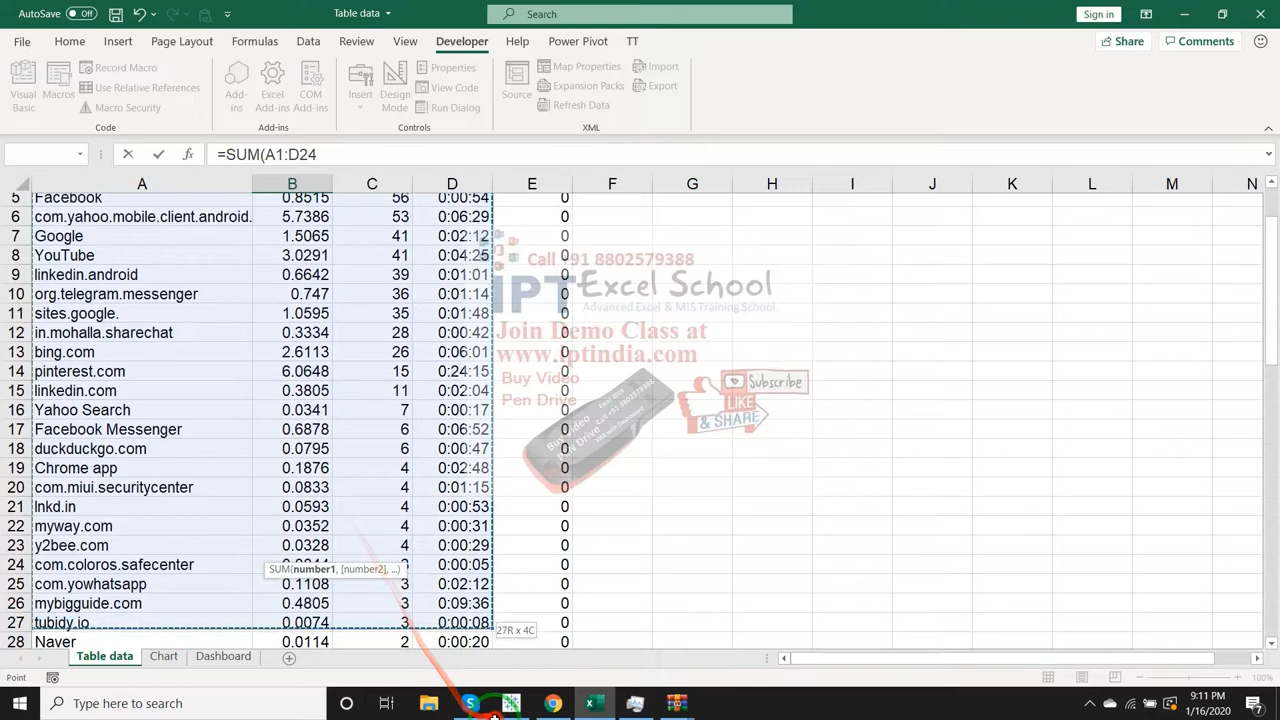 AutoSave Off
Table data
Search
Sign in
File Home Insert Page Layout Formulas Data Review View Developer Help Power Pivot TT
Share Comments
Visual Basic
Macros
Record Macro
Use Relative References
Macro Security
Code
Add-ins
Excel Add-ins
COM Add-ins
Add-ins
Insert
Design Mode
Properties
View Code
Run Dialog
Controls
Source
Map Properties
Expansion Packs
Refresh Data
Import
Export
XML
=SUM(A1:D24
A B C D E F G H I J K L M N
5 Facebook 0.8515 56 0:00:54 0
6 com.yahoo.mobile.client.android. 5.7386 53 0:06:29 0
7 Google 1.5065 41 0:02:12 0
8 YouTube 3.0291 41 0:04:25 0
9 linkedin.android 0.6642 39 0:01:01 0
10 org.telegram.messenger 0.747 36 0:01:14 0
11 sites.google. 1.0595 35 0:01:48 0
12 in.mohalla.sharechat 0.3334 28 0:00:42 0
13 bing.com 2.6113 26 0:06:01 0
14 pinterest.com 6.0648 15 0:24:15 0
15 linkedin.com 0.3805 11 0:02:04 0
16 Yahoo Search 0.0341 7 0:00:17 0
17 Facebook Messenger 0.6878 6 0:06:52 0
18 duckduckgo.com 0.0795 6 0:00:47 0
19 Chrome app 0.1876 4 0:02:48 0
20 com.miui.securitycenter 0.0833 4 0:01:15 0
21 lnkd.in 0.0593 4 0:00:53 0
22 myway.com 0.0352 4 0:00:31 0
23 y2bee.com 0.0328 4 0:00:29 0
24 com.coloros.safecenter 0:00:05 0
SUM(number1, [number2], ...)
25 com.yowhatsapp 0.1108 3 0:02:12 0
26 mybigguide.com 0.4805 3 0:09:36 0
27 tubidy.io 0.0074 3 0:00:08 0
27R x 4C
28 Naver 0.0114 2 0:00:20 0
Call +91 8802579388
IPT Excel School
Advanced Excel & MIS Training School
Join Demo Class at
www.iptindia.com
Buy Video
Pen Drive
Subscribe
LIKE
& SHARE
Buy Video
PEN Drive
Table data Chart Dashboard
Point
100%
Type here to search
9:11 PM
1/16/2020